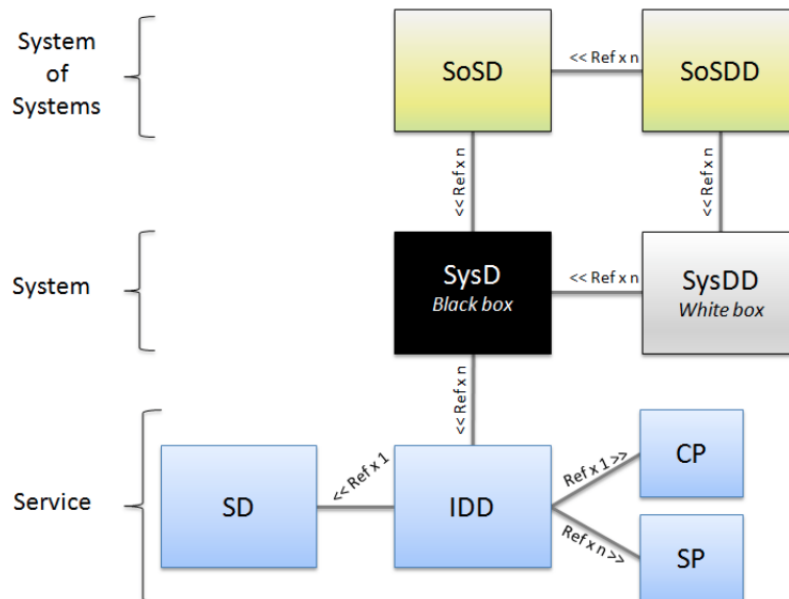 System
of
Systems
SoSD
<< Ref x n
SoSDD
<< Ref x n
<< Ref x n
System
SysD
Black box
<< Ref x n
SysDD
White box
<< Ref x n
Service
SD
<< Ref x 1
IDD
Ref x 1 >>
CP
Ref x n >>
SP